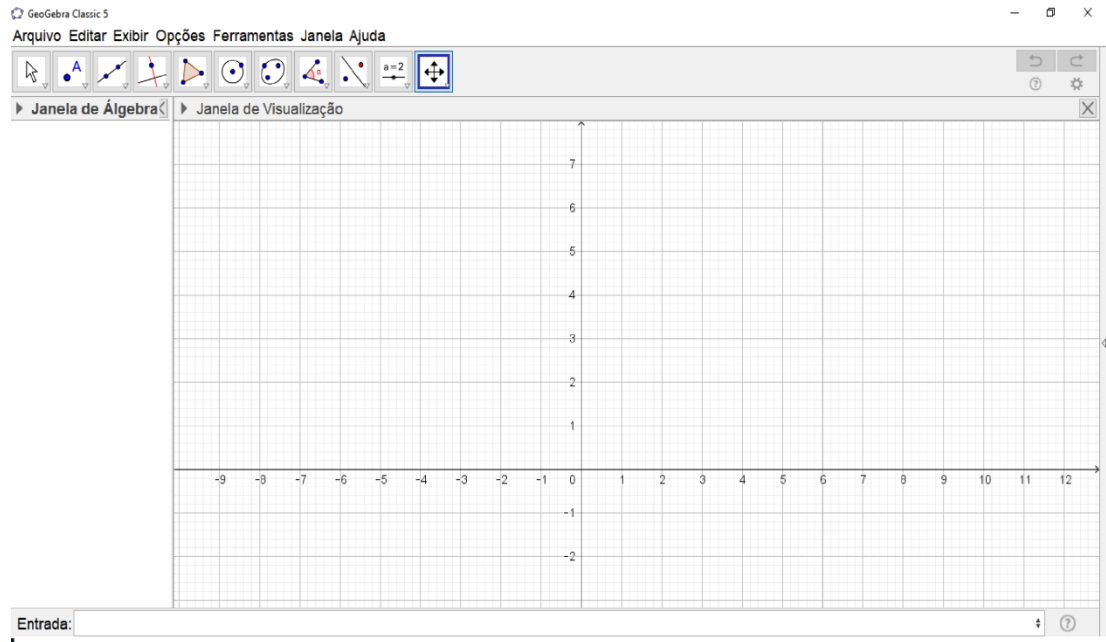 GeoGebra Classic 5
Arquivo Editar Exibir Opções Ferramentas Janela Ajuda
A
α
a=2
Janela de Álgebra
Janela de Visualização
7
6
5
4
3
2
1
-9 -8 -7 -6 -5 -4 -3 -2 -1 0 1 2 3 4 5 6 7 8 9 10 11 12
-1
-2
Entrada: